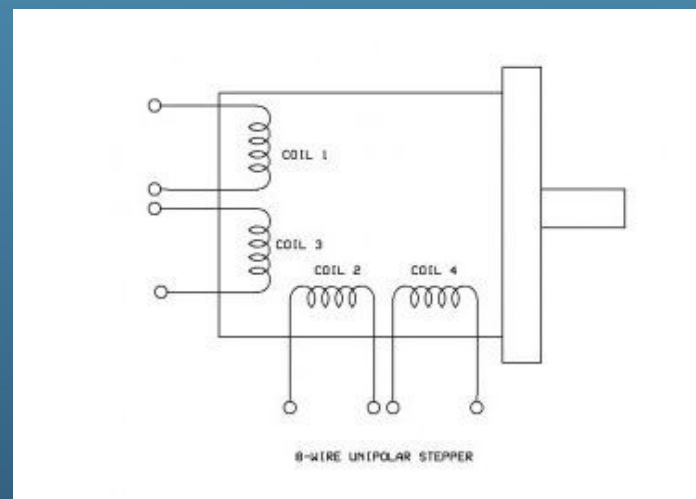 COIL 1
COIL 3
COIL 2
COIL 4
8-WIRE UNIPOLAR STEPPER